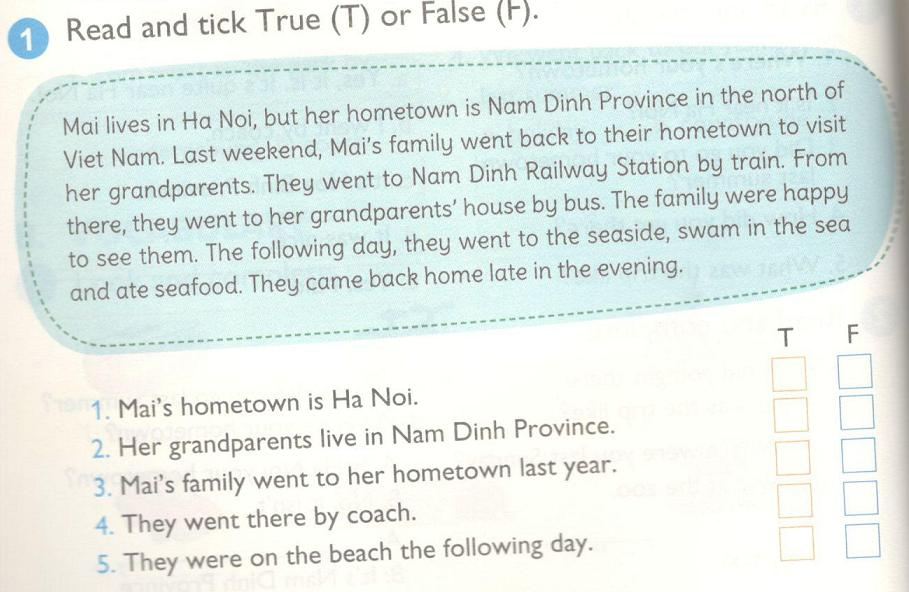 1 Read and tick True (T) or False (F).
Mai lives in Ha Noi, but her hometown is Nam Dinh Province in the north of
Viet Nam. Last weekend, Mai's family went back to their hometown to visit
her grandparents. They went to Nam Dinh Railway Station by train. From
there, they went to her grandparents' house by bus. The family were happy
to see them. The following day, they went to the seaside, swam in the sea
and ate seafood. They came back home late in the evening.
T F
1. Mai's hometown is Ha Noi.
2. Her grandparents live in Nam Dinh Province.
3. Mai's family went to her hometown last year.
4. They went there by coach.
5. They were on the beach the following day.